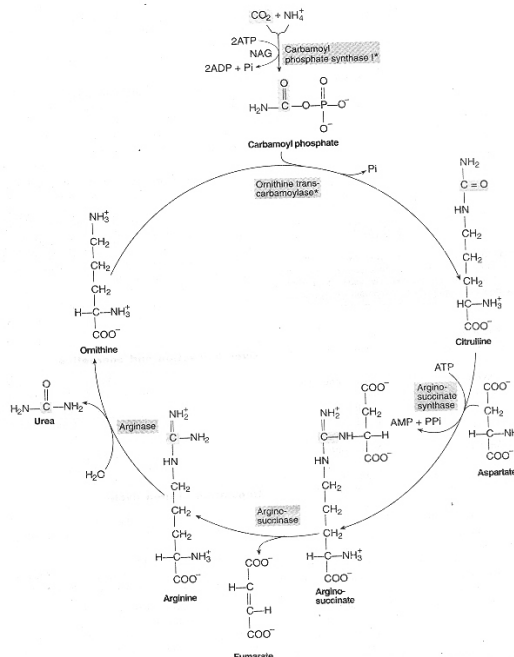 CO2 + NH4+
2ATP
NAG
2ADP + Pi
Carbamoyl
phosphate synthase I*
O
H2N–C–O–P–O−
O
O−
Carbamoyl phosphate
Pi
Ornithine trans-
carbamoylase*
NH2
C=O
HN
CH2
CH2
CH2
HC–NH3+
COO−
Citrulline
NH3+
CH2
CH2
CH2
H–C–NH3+
COO−
Ornithine
ATP
Argino-
succinate
synthase
AMP + PPi
COO−
CH2
H–C–N
COO−
Aspartate
O
H2N–C–NH2
Urea
Arginase
H2O
NH2+
C–NH2
HN
CH2
CH2
CH2
H–C–NH3+
COO−
Arginine
Argino-
succinase
COO−
NH2+
CH2
C–NH–C–H
HN
COO−
CH2
CH2
CH2
H–C–NH3+
COO−
Argino-
succinate
COO−
H–C
C–H
COO−
Fumarate